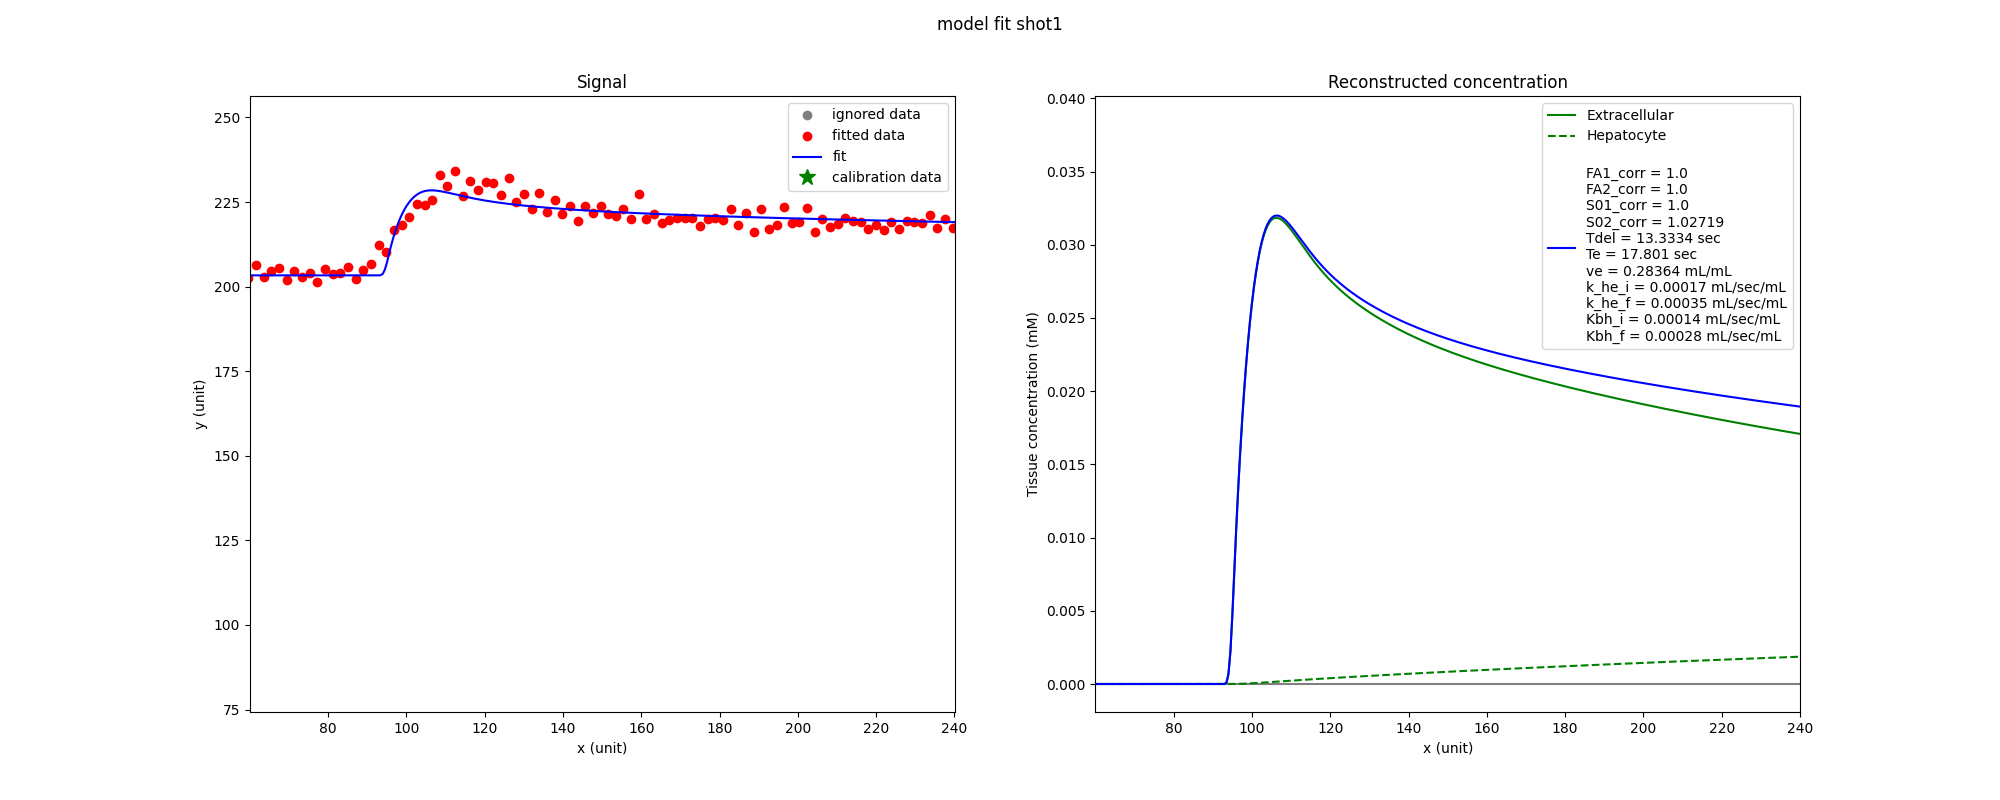 model fit shot1
Signal
250
225
200
175
150
125
100
75
y (unit)
80 100 120 140 160 180 200 220 240
x (unit)
ignored data
fitted data
fit
calibration data
Reconstructed concentration
0.040
0.035
0.030
0.025
0.020
0.015
0.010
0.005
0.000
Tissue concentration (mM)
80 100 120 140 160 180 200 220 240
x (unit)
Extracellular
Hepatocyte
FA1_corr = 1.0
FA2_corr = 1.0
S01_corr = 1.0
S02_corr = 1.02719
Tdel = 13.3334 sec
Te = 17.801 sec
ve = 0.28364 mL/mL
k_he_i = 0.00017 mL/sec/mL
k_he_f = 0.00035 mL/sec/mL
Kbh_i = 0.00014 mL/sec/mL
Kbh_f = 0.00028 mL/sec/mL